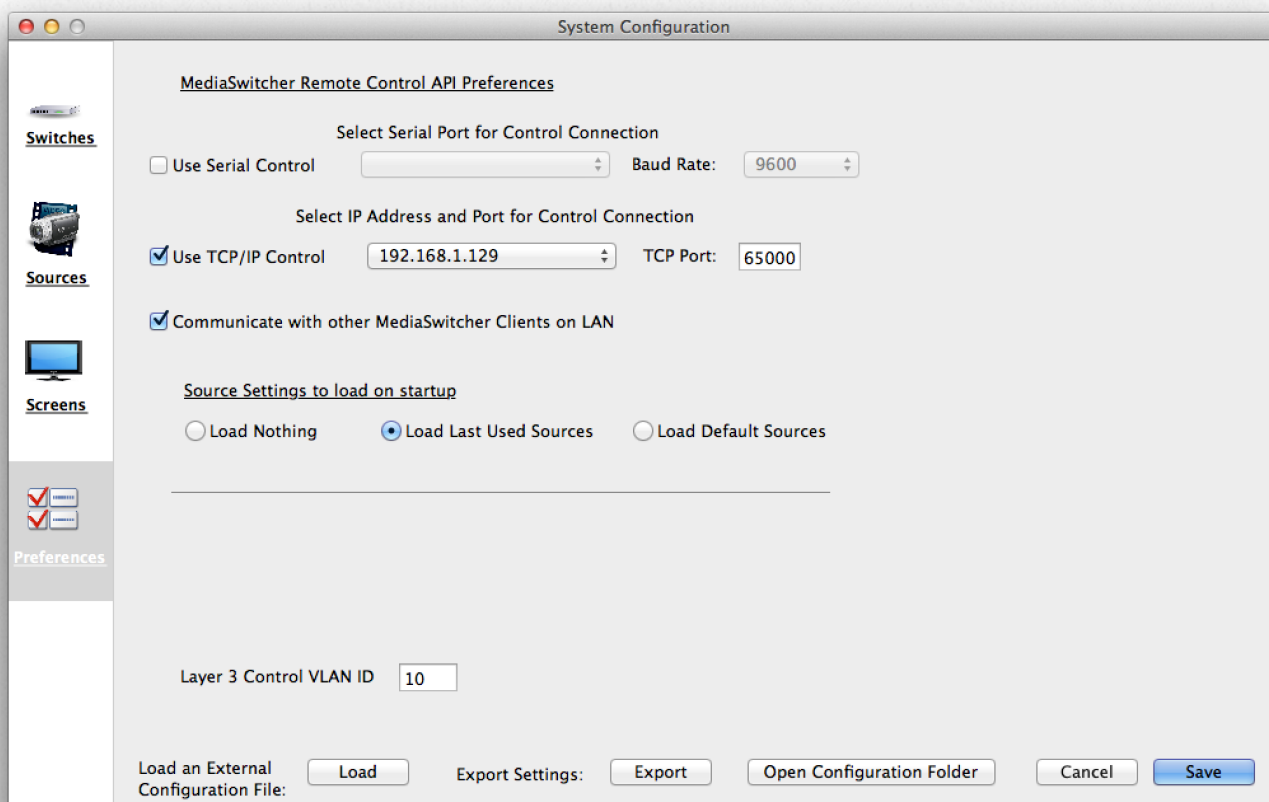 System Configuration
Switches
Sources
Screens
Preferences
MediaSwitcher Remote Control API Preferences
Select Serial Port for Control Connection
Use Serial Control
Baud Rate: 9600
Select IP Address and Port for Control Connection
Use TCP/IP Control 192.168.1.129 TCP Port: 65000
Communicate with other MediaSwitcher Clients on LAN
Source Settings to load on startup
Load Nothing Load Last Used Sources Load Default Sources
Layer 3 Control VLAN ID 10
Load an External
Configuration File:
Load Export Settings: Export Open Configuration Folder Cancel Save